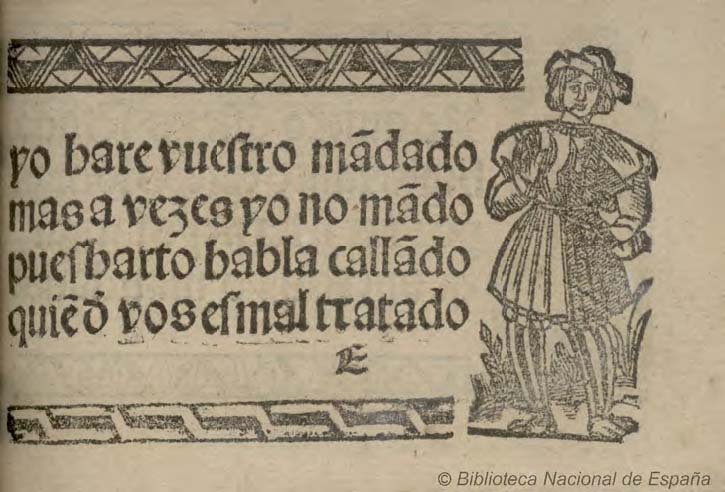 yo hare vuestro mãdado
mas a vezes yo no mãdo
pues harto habla callãdo
quiẽ đ vos es mal tratado
E
© Biblioteca Nacional de España